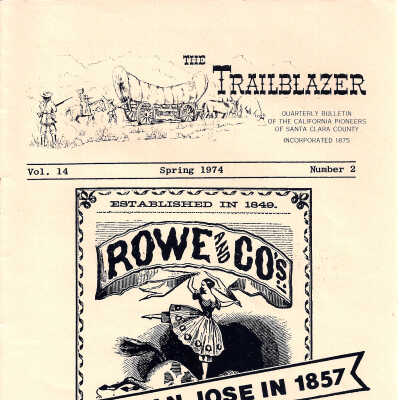 THE
TRAILBLAZER
QUARTERLY BULLETIN
OF THE CALIFORNIA PIONEERS
OF SANTA CLARA COUNTY
INCORPORATED 1875
Vol. 14 Spring 1974 Number 2
ESTABLISHED IN 1849.
ROWE AND CO'S
JOSE IN 1857